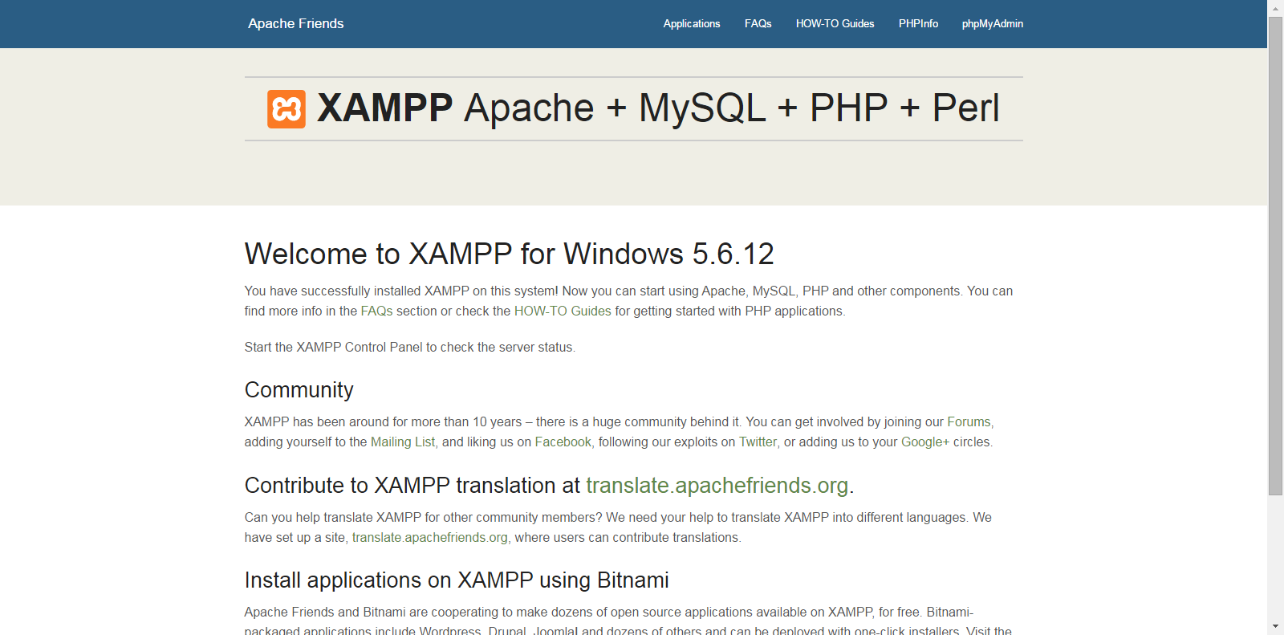 Apache Friends
Applications FAQs HOW-TO Guides PHPInfo phpMyAdmin
XAMPP Apache + MySQL + PHP + Perl
Welcome to XAMPP for Windows 5.6.12
You have successfully installed XAMPP on this system! Now you can start using Apache, MySQL, PHP and other components. You can
find more info in the FAQs section or check the HOW-TO Guides for getting started with PHP applications.
Start the XAMPP Control Panel to check the server status.
Community
XAMPP has been around for more than 10 years – there is a huge community behind it. You can get involved by joining our Forums,
adding yourself to the Mailing List, and liking us on Facebook, following our exploits on Twitter, or adding us to your Google+ circles.
Contribute to XAMPP translation at translate.apachefriends.org.
Can you help translate XAMPP for other community members? We need your help to translate XAMPP into different languages. We
have set up a site, translate.apachefriends.org, where users can contribute translations.
Install applications on XAMPP using Bitnami
Apache Friends and Bitnami are cooperating to make dozens of open source applications available on XAMPP, for free. Bitnami-
packaged applications include Wordpress, Drupal, Joomla! and dozens of others and can be deployed with one-click installers. Visit the